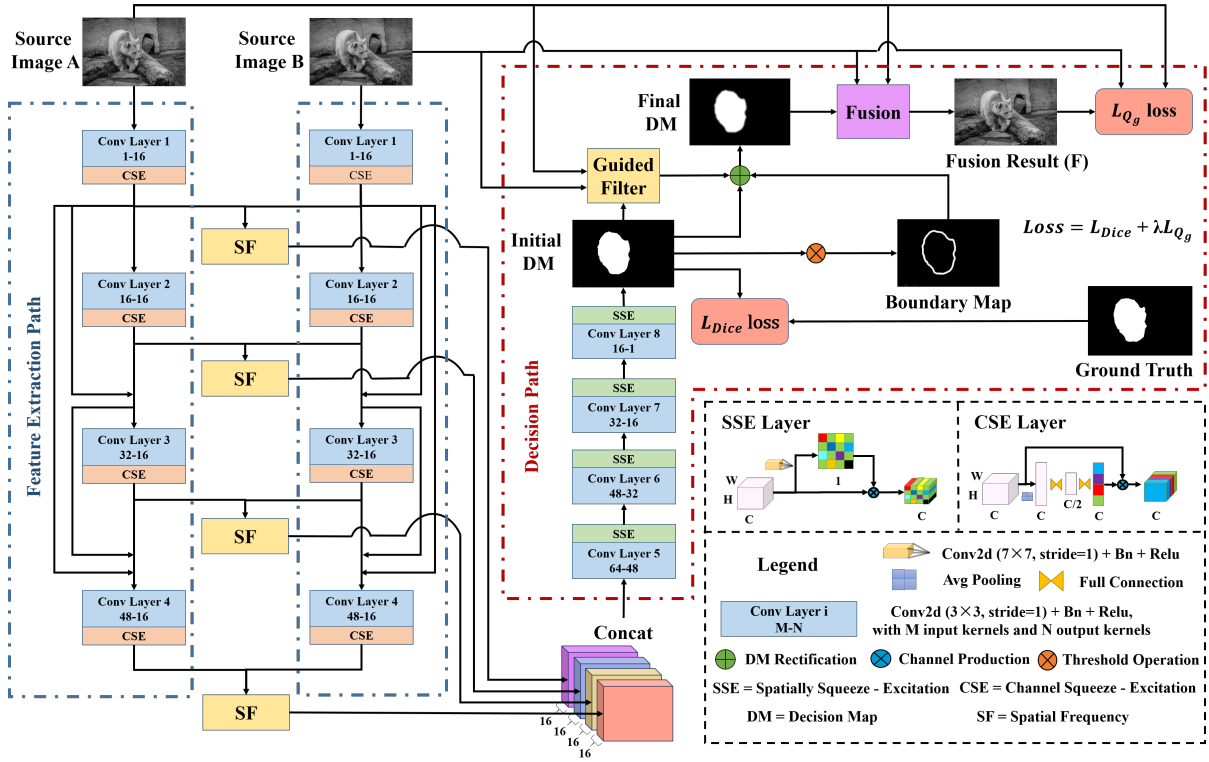 Source
Image A
Source
Image B
Feature Extraction Path
Conv Layer 1
1-16
CSE
Conv Layer 1
1-16
CSE
SF
Conv Layer 2
16-16
CSE
Conv Layer 2
16-16
CSE
SF
Conv Layer 3
32-16
CSE
Conv Layer 3
32-16
CSE
SF
Conv Layer 4
48-16
CSE
Conv Layer 4
48-16
CSE
SF
Concat
16
16
16
16
Decision Path
Final
DM
Fusion
Fusion Result (F)
L_{Q_g} loss
Guided
Filter
Initial
DM
Boundary Map
Loss = L_{Dice} + λL_{Q_g}
L_{Dice} loss
Ground Truth
SSE
Conv Layer 8
16-1
SSE
Conv Layer 7
32-16
SSE
Conv Layer 6
48-32
SSE
Conv Layer 5
64-48
SSE Layer
W
H
C
1
C
CSE Layer
W
H
C
C
C/2
C
C
Legend
Conv2d (7×7, stride=1) + Bn + Relu
Avg Pooling
Full Connection
Conv Layer i
M-N
Conv2d (3×3, stride=1) + Bn + Relu,
with M input kernels and N output kernels
DM Rectification
Channel Production
Threshold Operation
SSE = Spatially Squeeze - Excitation
CSE = Channel Squeeze - Excitation
DM = Decision Map
SF = Spatial Frequency